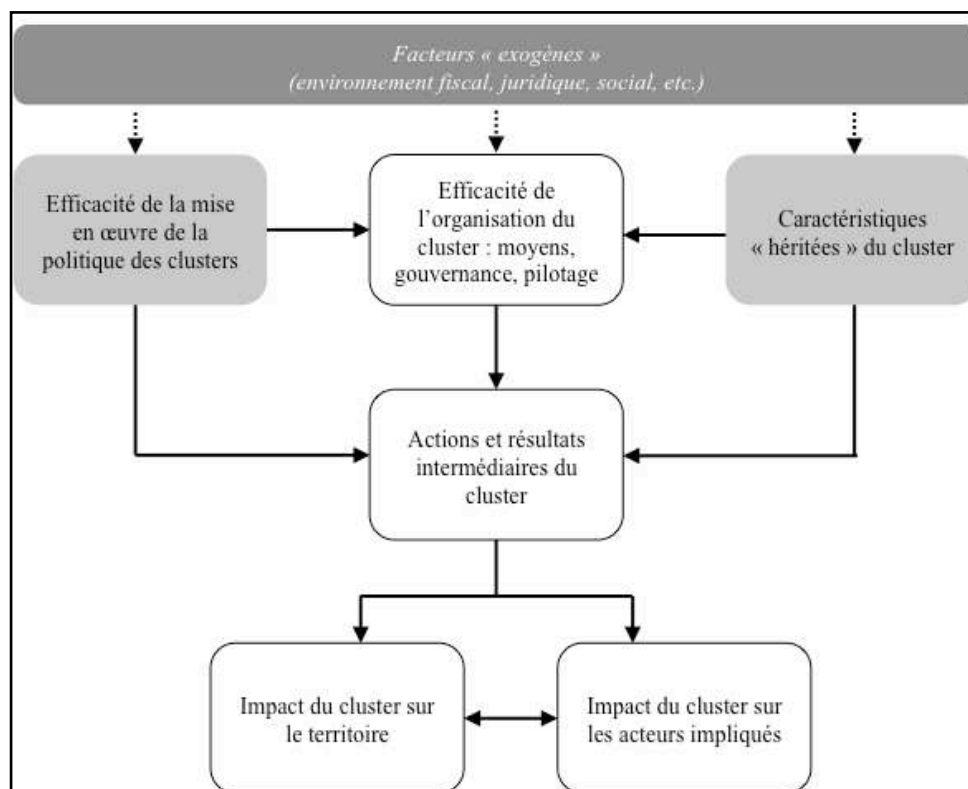 Facteurs « exogènes »
(environnement fiscal, juridique, social, etc.)
Efficacité de la mise
en œuvre de la
politique des clusters
Efficacité de
l’organisation du
cluster : moyens,
gouvernance, pilotage
Caractéristiques
« héritées » du cluster
Actions et résultats
intermédiaires du
cluster
Impact du cluster sur
le territoire
Impact du cluster sur
les acteurs impliqués